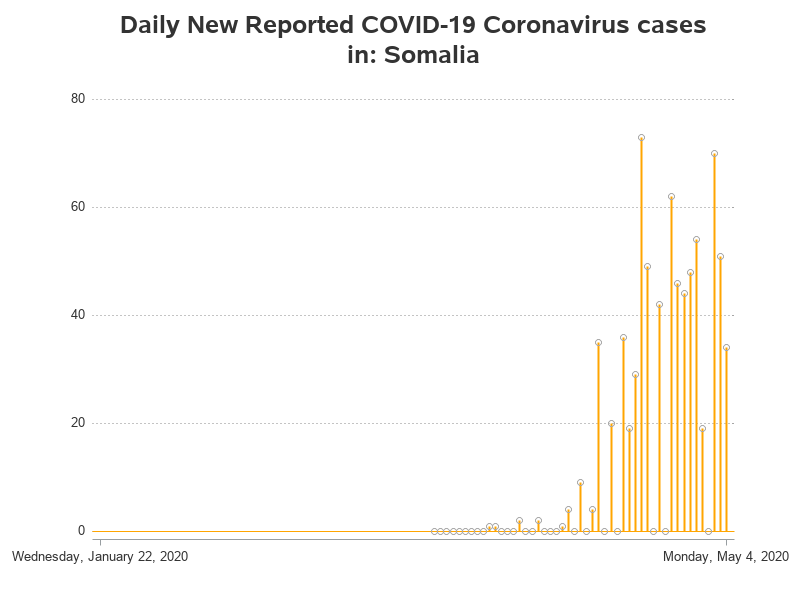 Daily New Reported COVID-19 Coronavirus cases
in: Somalia
80
60
40
20
0
Wednesday, January 22, 2020
Monday, May 4, 2020